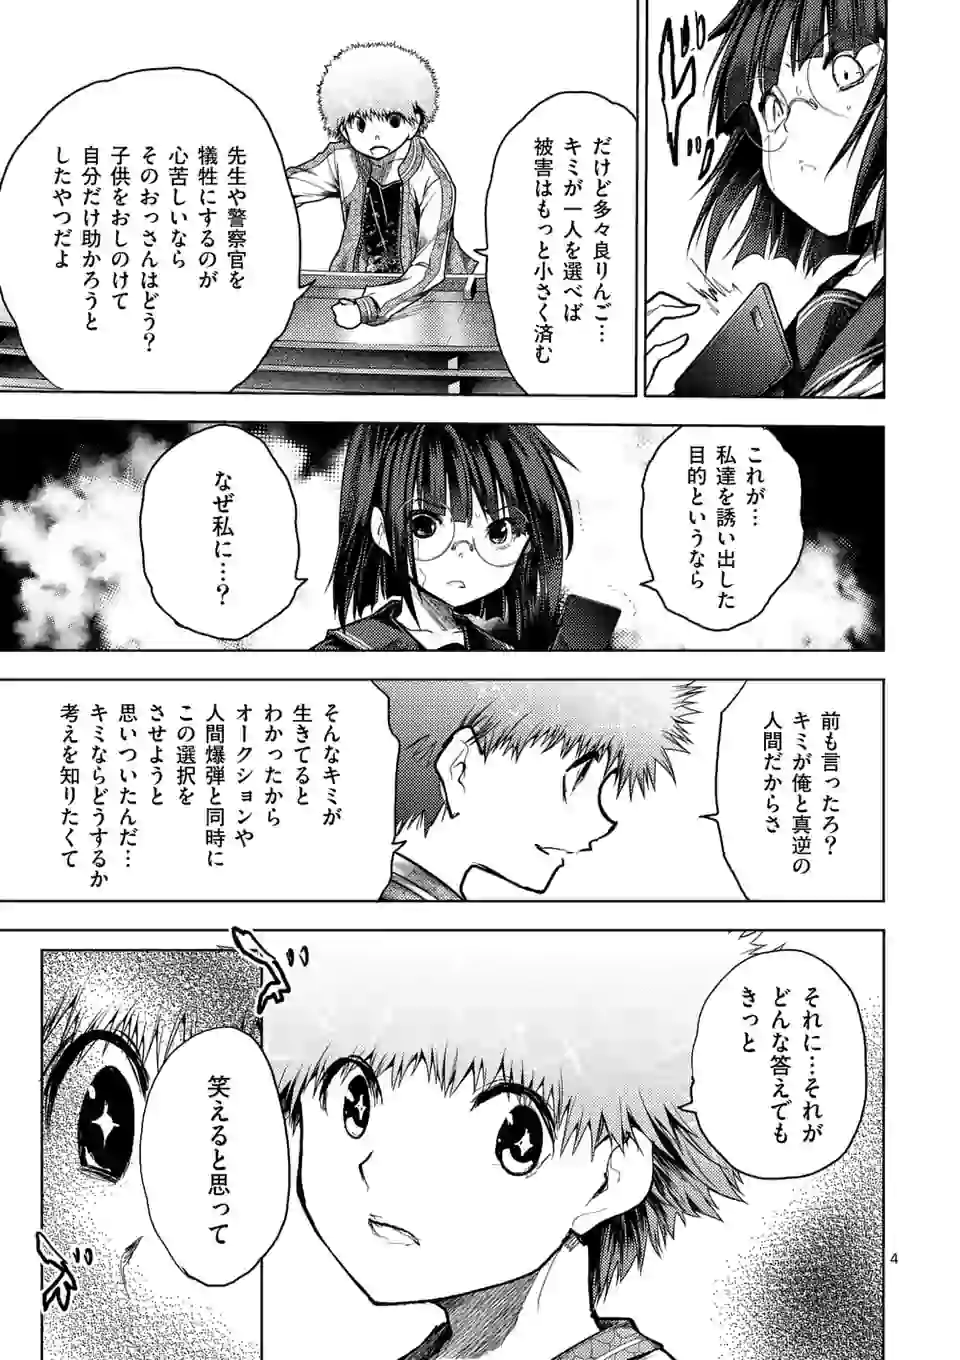 だけど多々良りんご…
キミが一人を選べば
被害はもっと小さく済む
先生や警察官を
犠牲にするのが
心苦しいなら
そのおっさんはどう?
子供をおしのけて
自分だけ助かろうと
したやつだよ
これが…
私達を誘い出した
目的というなら
なぜ私に…?
前も言ったろ?
キミが俺と真逆の
人間だからさ
そんなキミが
生きてると
わかったから
オークションや
人間爆弾と同時に
この選択を
させようと
思いついたんだ…
キミならどうするか
考えを知りたくて
それに…それが
どんな答えでも
きっと
笑えると思って
4